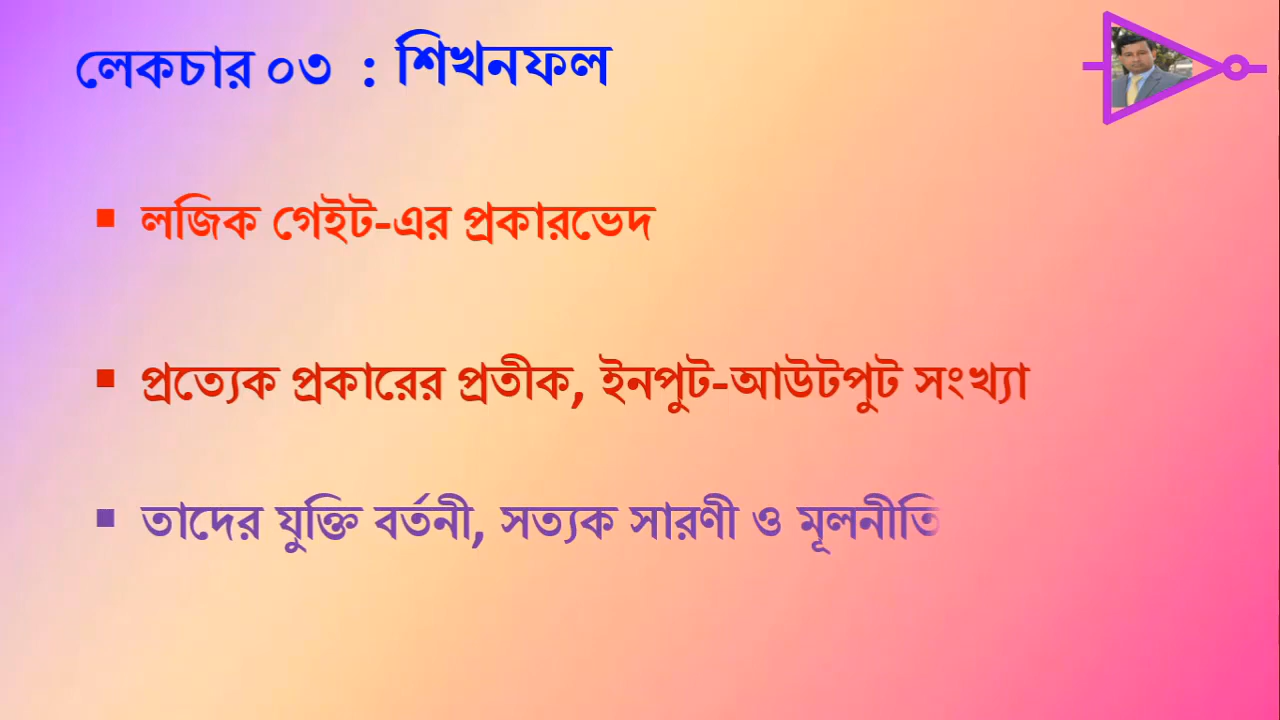 লেকচার ০৩ : শিখনফল
▪ লজিক গেইট-এর প্রকারভেদ
▪ প্রত্যেক প্রকারের প্রতীক, ইনপুট-আউটপুট সংখ্যা
▪ তাদের যুক্তি বর্তনী, সত্যক সারণী ও মূলনীতি